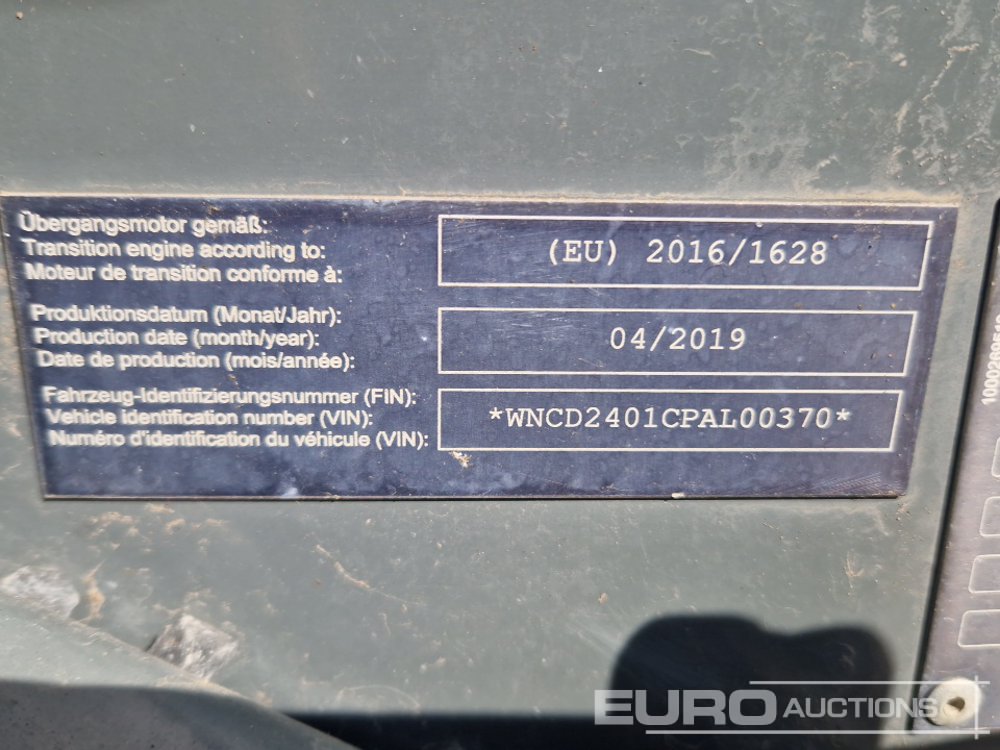 Übergangsmotor gemäß:
Transition engine according to:
Moteur de transition conforme à:
(EU) 2016/1628
Produktionsdatum (Monat/Jahr):
Production date (month/year):
Date de production (mois/année):
04/2019
Fahrzeug-Identifizierungsnummer (FIN):
Vehicle identification number (VIN):
Numéro d'identification du véhicule (VIN):
*WNCD2401CPAL00370*
EURO AUCTIONS